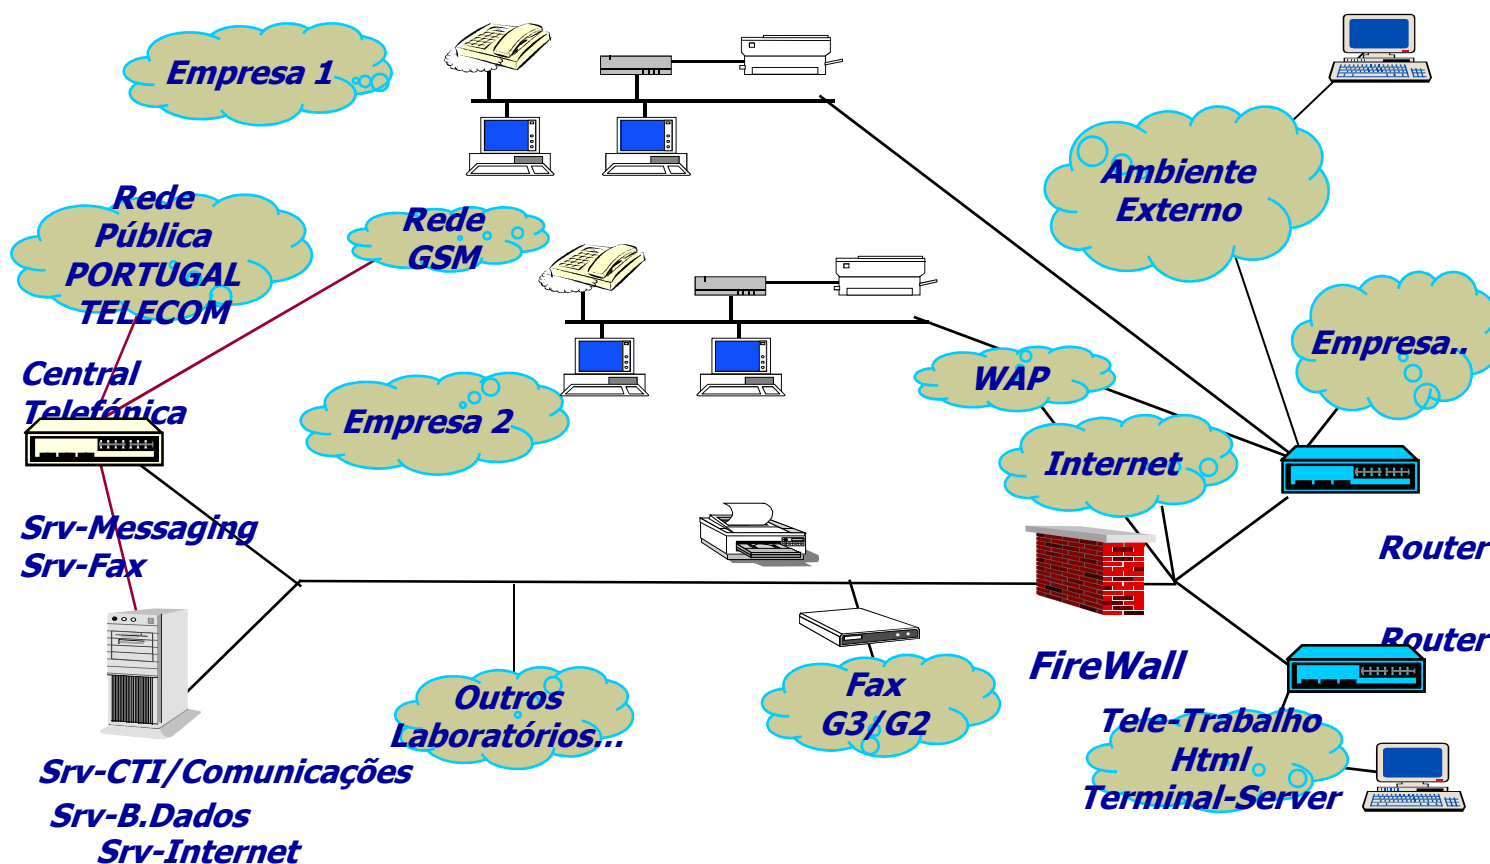 Empresa 1
Ambiente
Externo
Rede
Pública
PORTUGAL
TELECOM
Rede
GSM
Empresa..
WAP
Central
Telefónica
Empresa 2
Internet
Srv-Messaging
Srv-Fax
Router
Router
FireWall
Outros
Laboratórios...
Fax
G3/G2
Tele-Trabalho
Html
Terminal-Server
Srv-CTI/Comunicações
Srv-B.Dados
Srv-Internet